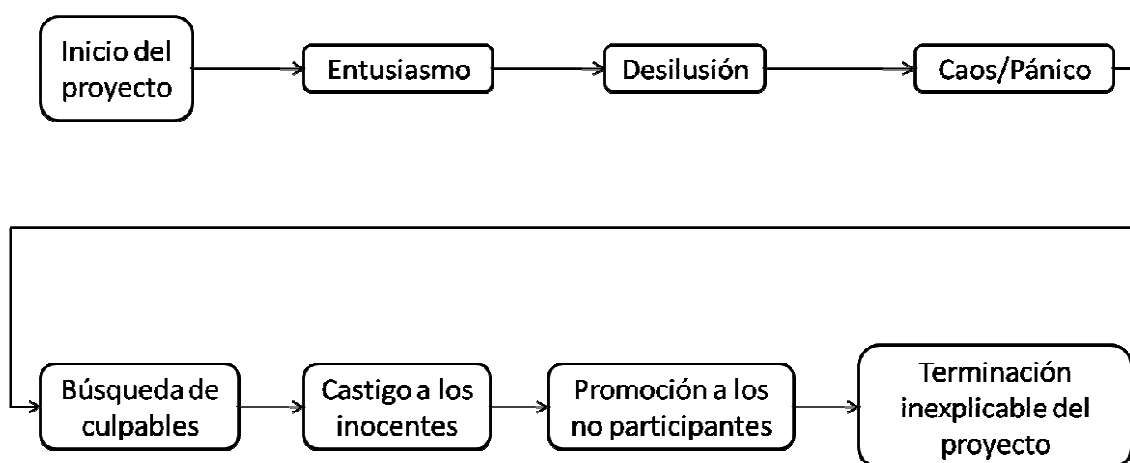 Inicio del
proyecto
Entusiasmo
Desilusión
Caos/Pánico
Búsqueda de
culpables
Castigo a los
inocentes
Promoción a los
no participantes
Terminación
inexplicable del
proyecto